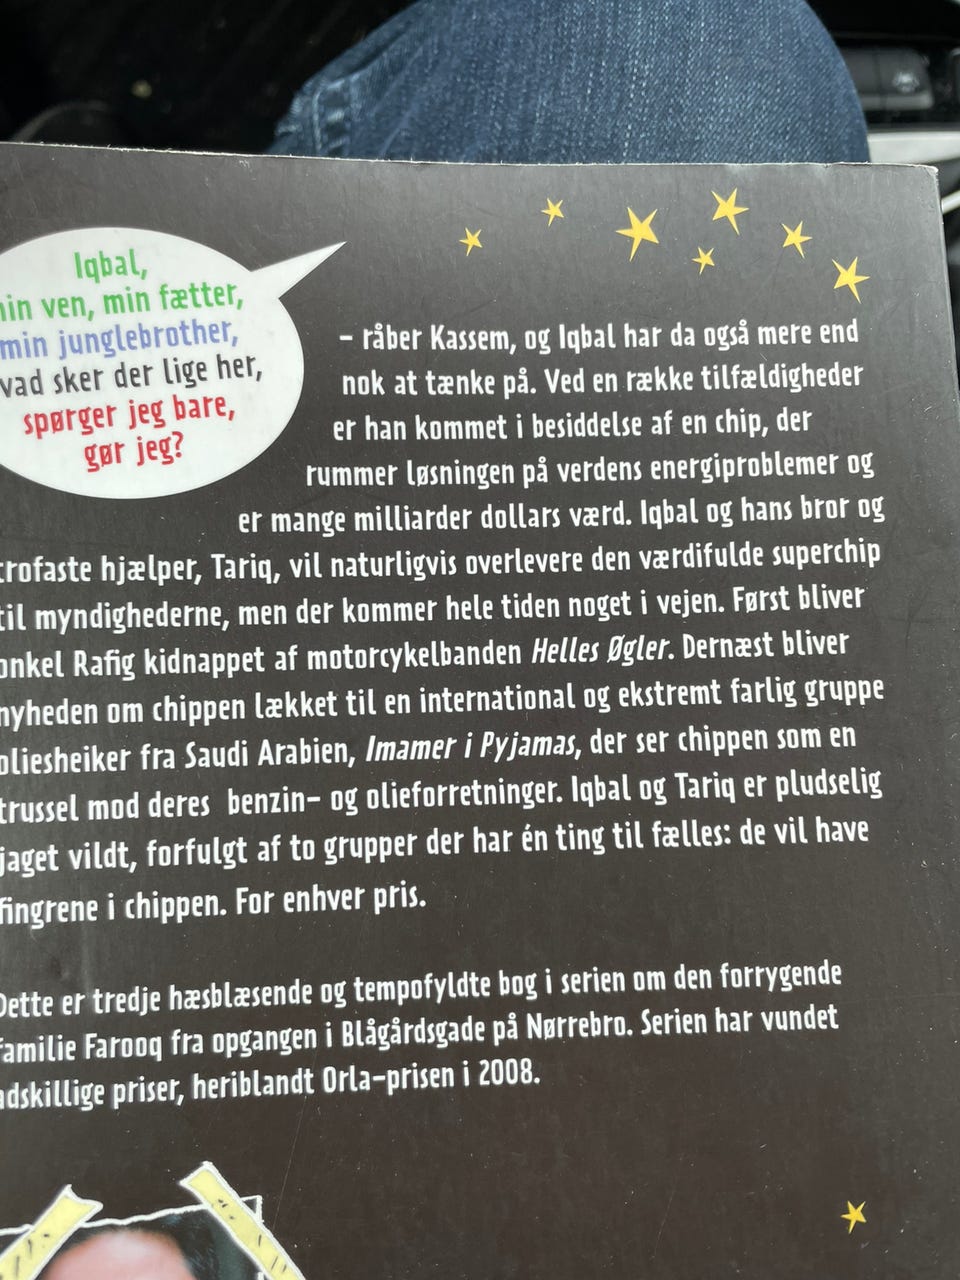 Iqbal,
min ven, min fætter,
min junglebrother,
hvad sker der lige her,
spørger jeg bare,
gør jeg?
– råber Kassem, og Iqbal har da også mere end
nok at tænke på. Ved en række tilfældigheder
er han kommet i besiddelse af en chip, der
rummer løsningen på verdens energiproblemer og
er mange milliarder dollars værd. Iqbal og hans bror og
trofaste hjælper, Tariq, vil naturligvis overlevere den værdifulde superchip
til myndighederne, men der kommer hele tiden noget i vejen. Først bliver
onkel Rafig kidnappet af motorcykelbanden Helles Øgler. Dernæst bliver
nyheden om chippen lækket til en international og ekstremt farlig gruppe
oliesheiker fra Saudi Arabien, Imamer i Pyjamas, der ser chippen som en
trussel mod deres benzin- og olieforretninger. Iqbal og Tariq er pludselig
jaget vildt, forfulgt af to grupper der har én ting til fælles: de vil have
fingrene i chippen. For enhver pris.
Dette er tredje hæsblæsende og tempofyldte bog i serien om den forrygende
familie Farooq fra opgangen i Blågårdsgade på Nørrebro. Serien har vundet
adskillige priser, heriblandt Orla-prisen i 2008.